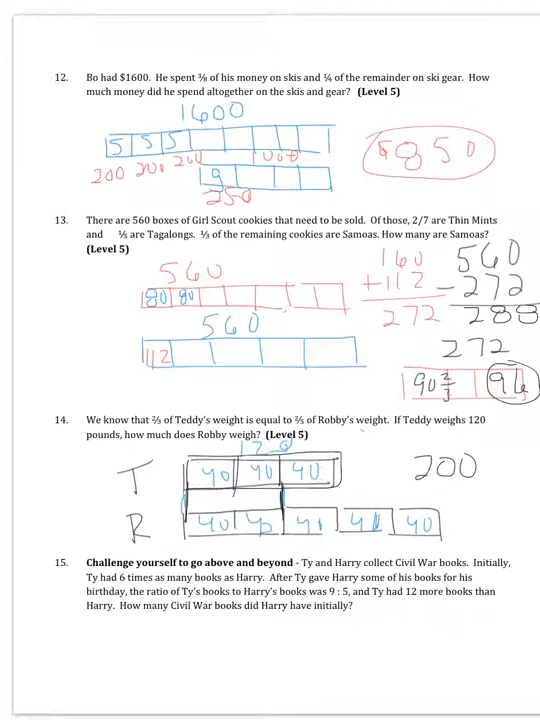 12. Bo had $1600. He spent ⅜ of his money on skis and ¼ of the remainder on ski gear. How
much money did he spend altogether on the skis and gear? (Level 5)
1600
5 5 5
200 200 200 1000
9
250
$850
13. There are 560 boxes of Girl Scout cookies that need to be sold. Of those, 2/7 are Thin Mints
and ⅕ are Tagalongs. ⅓ of the remaining cookies are Samoas. How many are Samoas?
(Level 5)
560
80 80
560
112
160
+112
272
560
-272
288
272
96
14. We know that ⅔ of Teddy's weight is equal to ⅖ of Robby's weight. If Teddy weighs 120
pounds, how much does Robby weigh? (Level 5)
120
T 40 40 40
200
R 40 40 40 40 40
15. Challenge yourself to go above and beyond - Ty and Harry collect Civil War books. Initially,
Ty had 6 times as many books as Harry. After Ty gave Harry some of his books for his
birthday, the ratio of Ty's books to Harry's books was 9 : 5, and Ty had 12 more books than
Harry. How many Civil War books did Harry have initially?